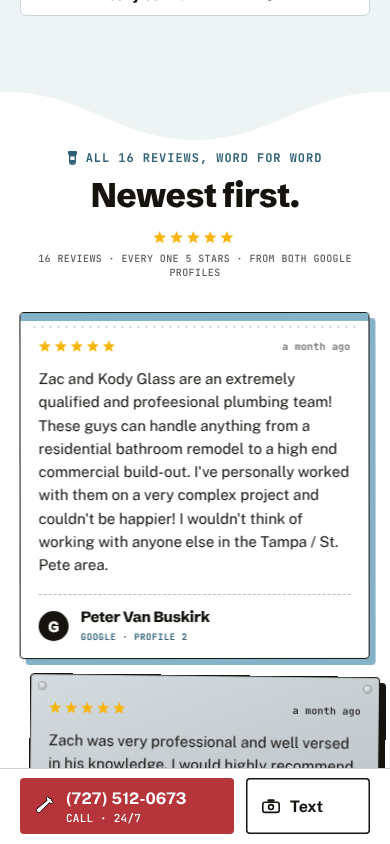 ALL 16 REVIEWS, WORD FOR WORD
Newest first.
16 REVIEWS · EVERY ONE 5 STARS · FROM BOTH GOOGLE
PROFILES
a month ago
Zac and Kody Glass are an extremely
qualified and profeesional plumbing team!
These guys can handle anything from a
residential bathroom remodel to a high end
commercial build-out. I've personally worked
with them on a very complex project and
couldn't be happier! I wouldn't think of
working with anyone else in the Tampa / St.
Pete area.
G
Peter Van Buskirk
GOOGLE · PROFILE 2
a month ago
Zach was very professional and well versed
in his knowledge. I would highly recommend
(727) 512-0673
CALL · 24/7
Text